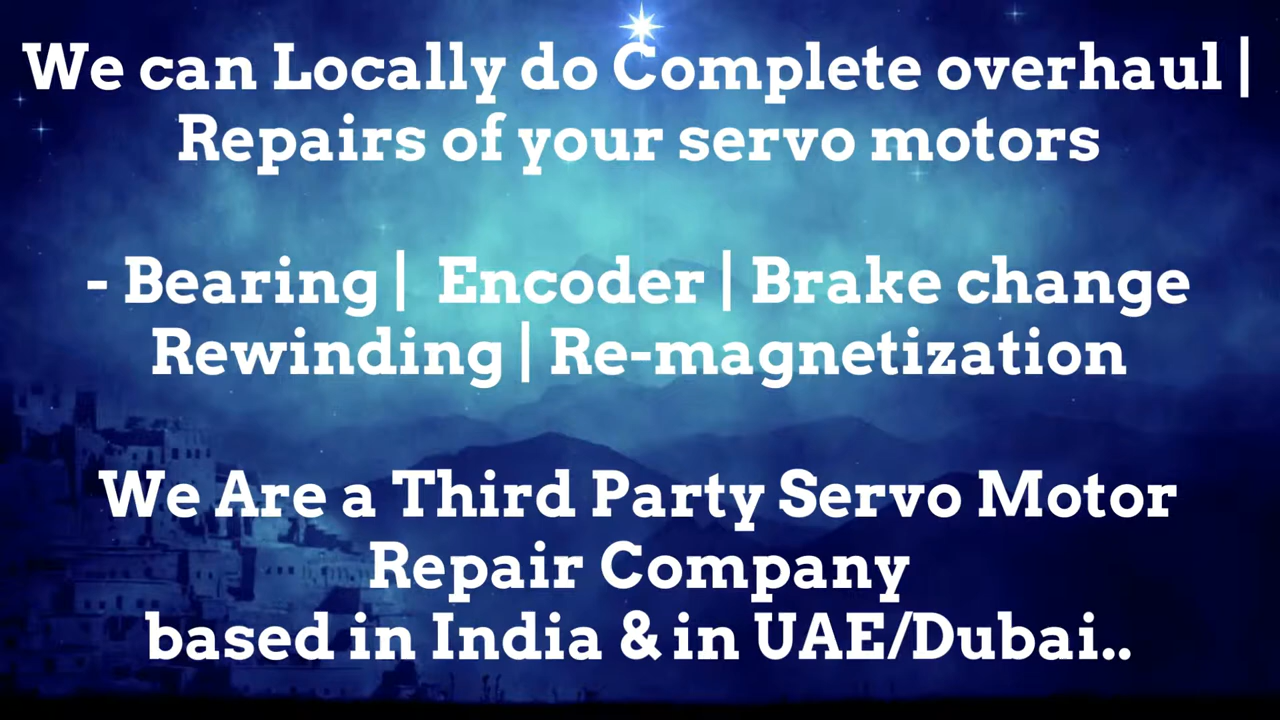 We can Locally do Complete overhaul |
Repairs of your servo motors
- Bearing | Encoder | Brake change
Rewinding | Re-magnetization
We Are a Third Party Servo Motor
Repair Company
based in India & in UAE/Dubai..